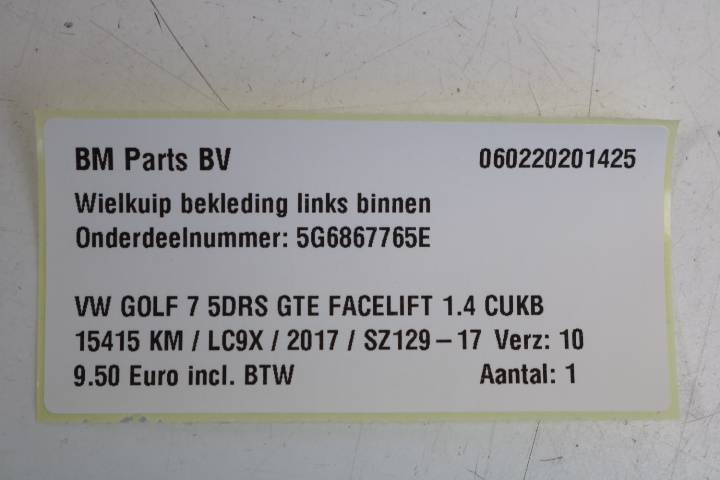 BM Parts BV 060220201425
Wielkuip bekleding links binnen
Onderdeelnummer: 5G6867765E
VW GOLF 7 5DRS GTE FACELIFT 1.4 CUKB
15415 KM / LC9X / 2017 / SZ129-17 Verz: 10
9.50 Euro incl. BTW Aantal: 1